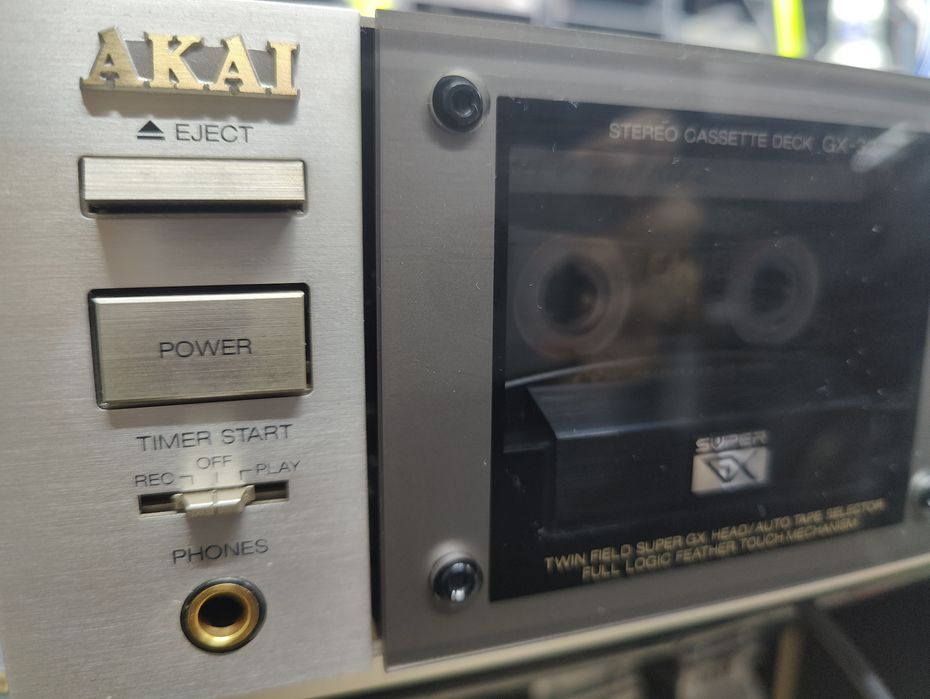 AKAI
EJECT
POWER
TIMER START
OFF
REC PLAY
PHONES
STEREO CASSETTE DECK
SUPER
GX
TWIN FIELD SUPER GX HEAD/AUTO TAPE SELECTOR
FULL LOGIC FEATHER TOUCH MECHANISM